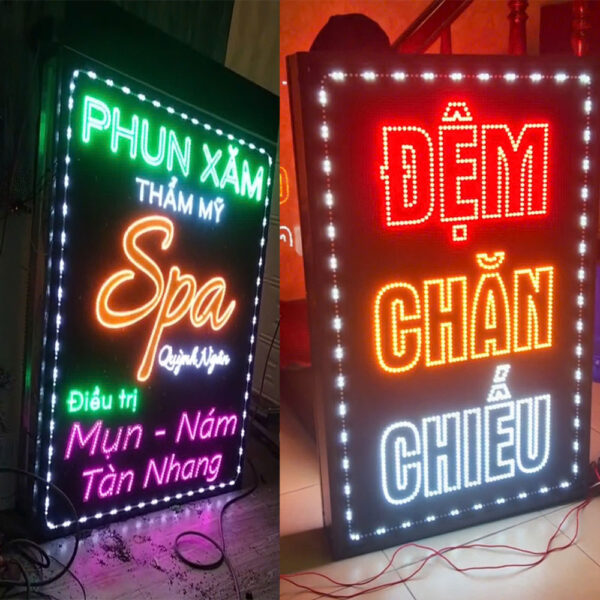 PHUN XĂM
THẨM MỸ
Spa
Quỳnh Ngân
Điều trị
Mụn - Nám
Tàn Nhang
ĐỆM
CHĂN
CHIẾU